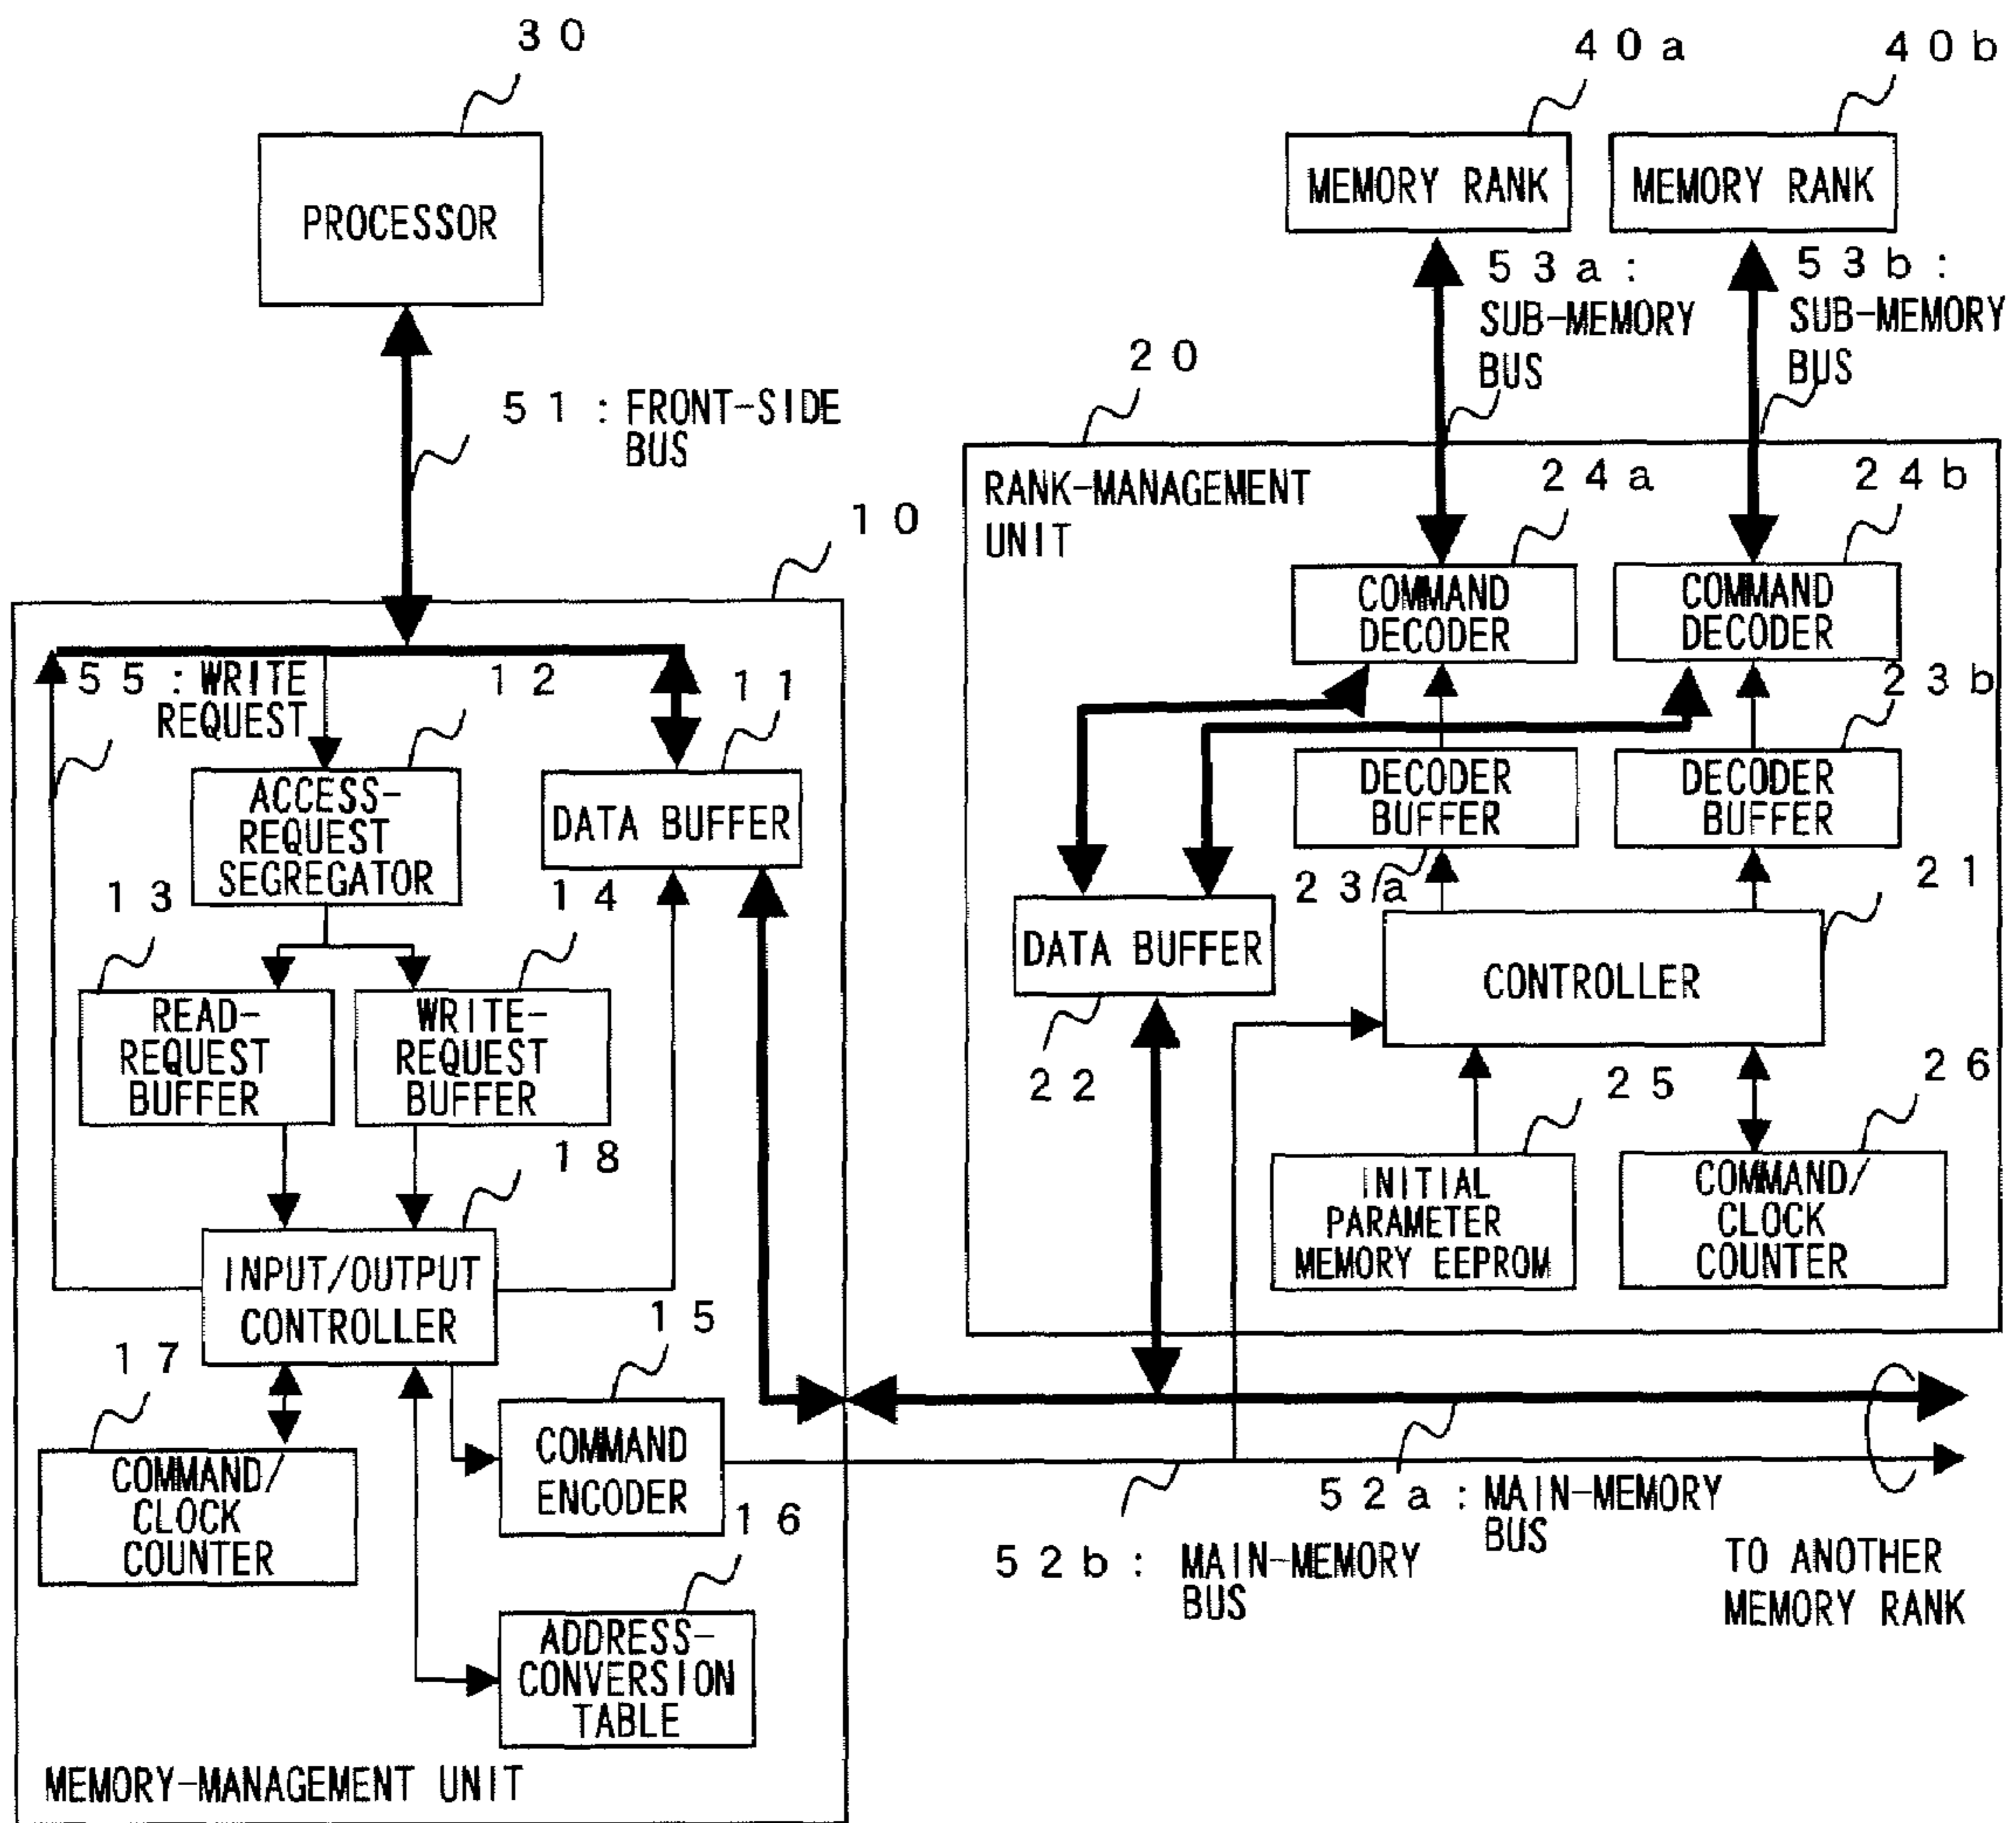 30
PROCESSOR
51:FRONT-SIDE
BUS
10
55:WRITE
REQUEST
12
11
ACCESS-
REQUEST
SEGREGATOR
DATA BUFFER
13
14
READ-
REQUEST
BUFFER
WRITE-
REQUEST
BUFFER
18
INPUT/OUTPUT
CONTROLLER
17
15
COMMAND/
CLOCK
COUNTER
COMMAND
ENCODER
16
ADDRESS-
CONVERSION
TABLE
MEMORY-MANAGEMENT UNIT
40a
40b
MEMORY RANK
MEMORY RANK
53a:
SUB-MEMORY
BUS
53b:
SUB-MEMORY
BUS
20
RANK-MANAGEMENT
UNIT
24a
24b
COMMAND
DECODER
COMMAND
DECODER
23b
DECODER
BUFFER
DECODER
BUFFER
23a
21
DATA BUFFER
CONTROLLER
22
25
26
INITIAL
PARAMETER
MEMORY EEPROM
COMMAND/
CLOCK
COUNTER
52a:MAIN-MEMORY
BUS
52b: MAIN-MEMORY
BUS
TO ANOTHER
MEMORY RANK